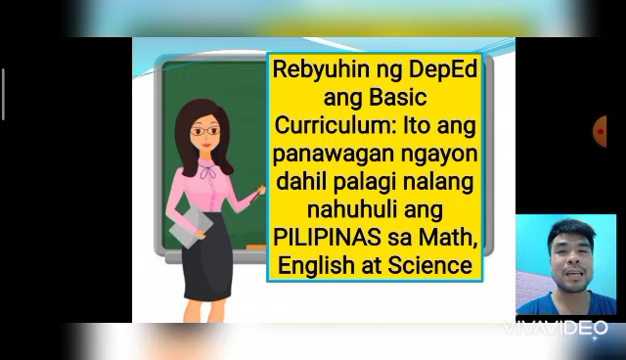 Rebyuhin ng DepEd
ang Basic
Curriculum: Ito ang
panawagan ngayon
dahil palagi nalang
nahuhuli ang
PILIPINAS sa Math,
English at Science
VIVAVIDEO